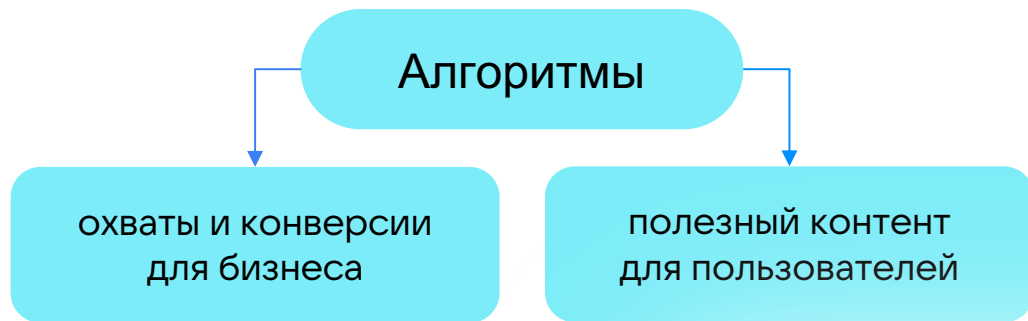 Алгоритмы
охваты и конверсии
для бизнеса
полезный контент
для пользователей